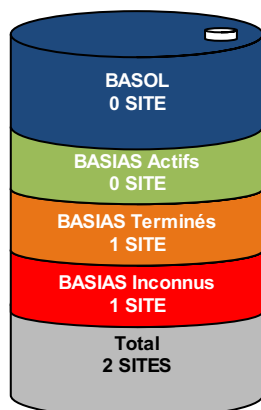 BASOL
0 SITE
BASIAS Actifs
0 SITE
BASIAS Terminés
1 SITE
BASIAS Inconnus
1 SITE
Total
2 SITES